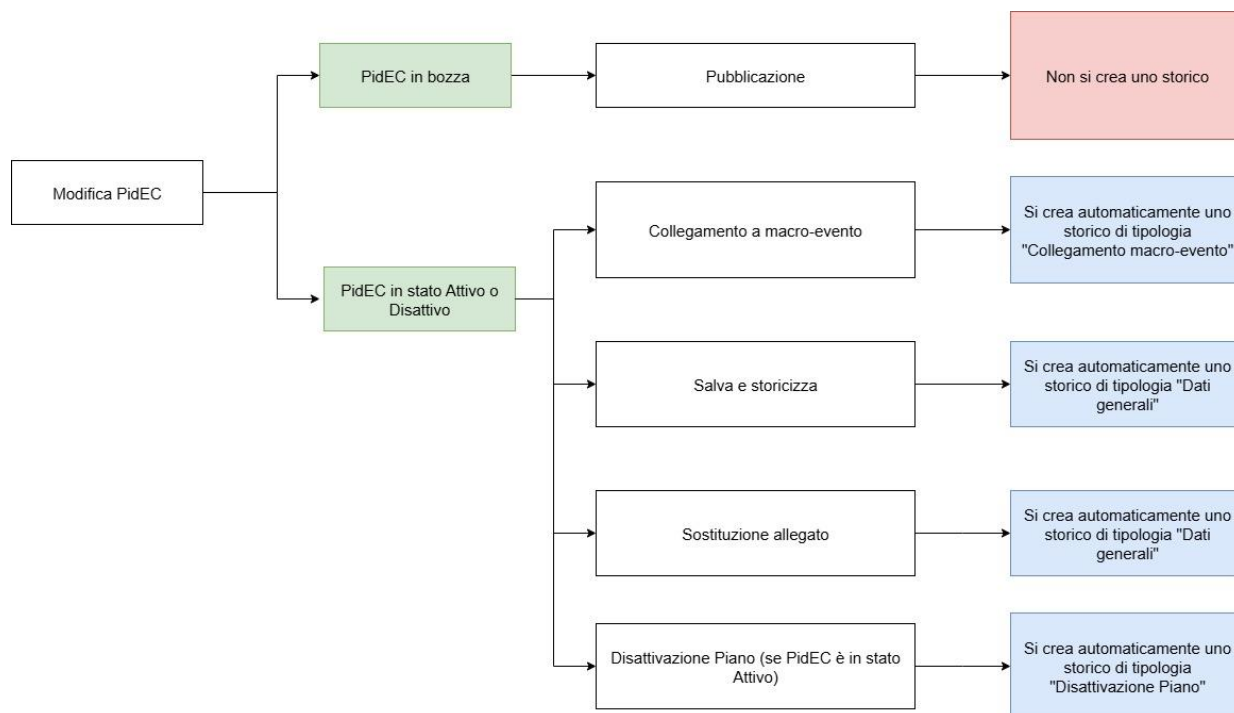 PidEC in bozza
Pubblicazione
Non si crea uno storico
Modifica PidEC
PidEC in stato Attivo o
Disattivo
Collegamento a macro-evento
Si crea automaticamente uno
storico di tipologia
"Collegamento macro-evento"
Salva e storicizza
Si crea automaticamente uno
storico di tipologia "Dati
generali"
Sostituzione allegato
Si crea automaticamente uno
storico di tipologia "Dati
generali"
Disattivazione Piano (se PidEC è in stato
Attivo)
Si crea automaticamente uno
storico di tipologia
"Disattivazione Piano"